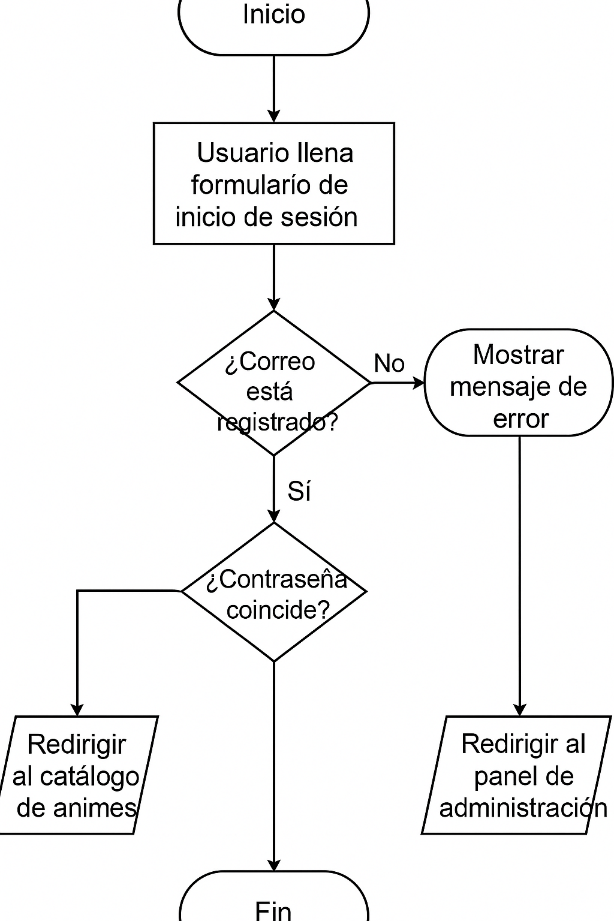 Inicio
Usuario llena
formularío de
inicio de sesión
¿Correo
está
registrado?
No
Mostrar
mensaje de
error
Sí
¿Contraseña
coincide?
Redirigir
al catálogo
de animes
Redirigir al
panel de
administración
Fin